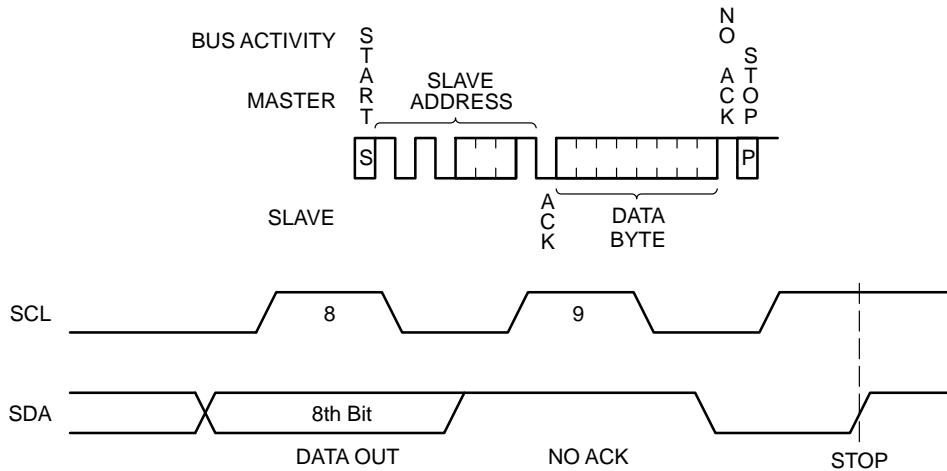 BUS ACTIVITY
MASTER
START
SLAVE
ADDRESS
NO ACK
STOP
S
P
SLAVE
ACK
DATA
BYTE
SCL
8
9
SDA
8th Bit
DATA OUT
NO ACK
STOP